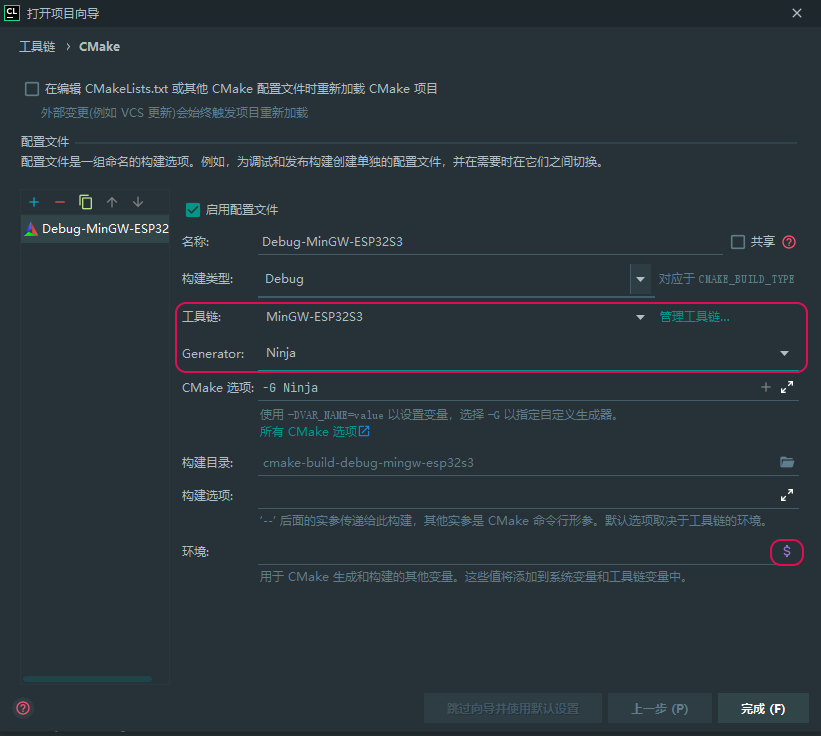 CL 打开项目向导
工具链 › CMake
在编辑 CMakeLists.txt 或其他 CMake 配置文件时重新加载 CMake 项目
外部变更(例如 VCS 更新)会始终触发项目重新加载
配置文件
配置文件是一组命名的构建选项。例如，为调试和发布构建创建单独的配置文件，并在需要时在它们之间切换。
Debug-MinGW-ESP32
启用配置文件
名称: Debug-MinGW-ESP32S3 共享
构建类型: Debug 对应于 CMAKE_BUILD_TYPE
工具链: MinGW-ESP32S3 管理工具链...
Generator: Ninja
CMake 选项: -G Ninja
使用 -DVAR_NAME=value 以设置变量，选择 -G 以指定自定义生成器。
所有 CMake 选项
构建目录: cmake-build-debug-mingw-esp32s3
构建选项:
'--' 后面的实参传递给此构建，其他实参是 CMake 命令行形参。默认选项取决于工具链的环境。
环境: $
用于 CMake 生成和构建的其他变量。这些值将添加到系统变量和工具链变量中。
跳过向导并使用默认设置 上一步 (P) 完成 (F)